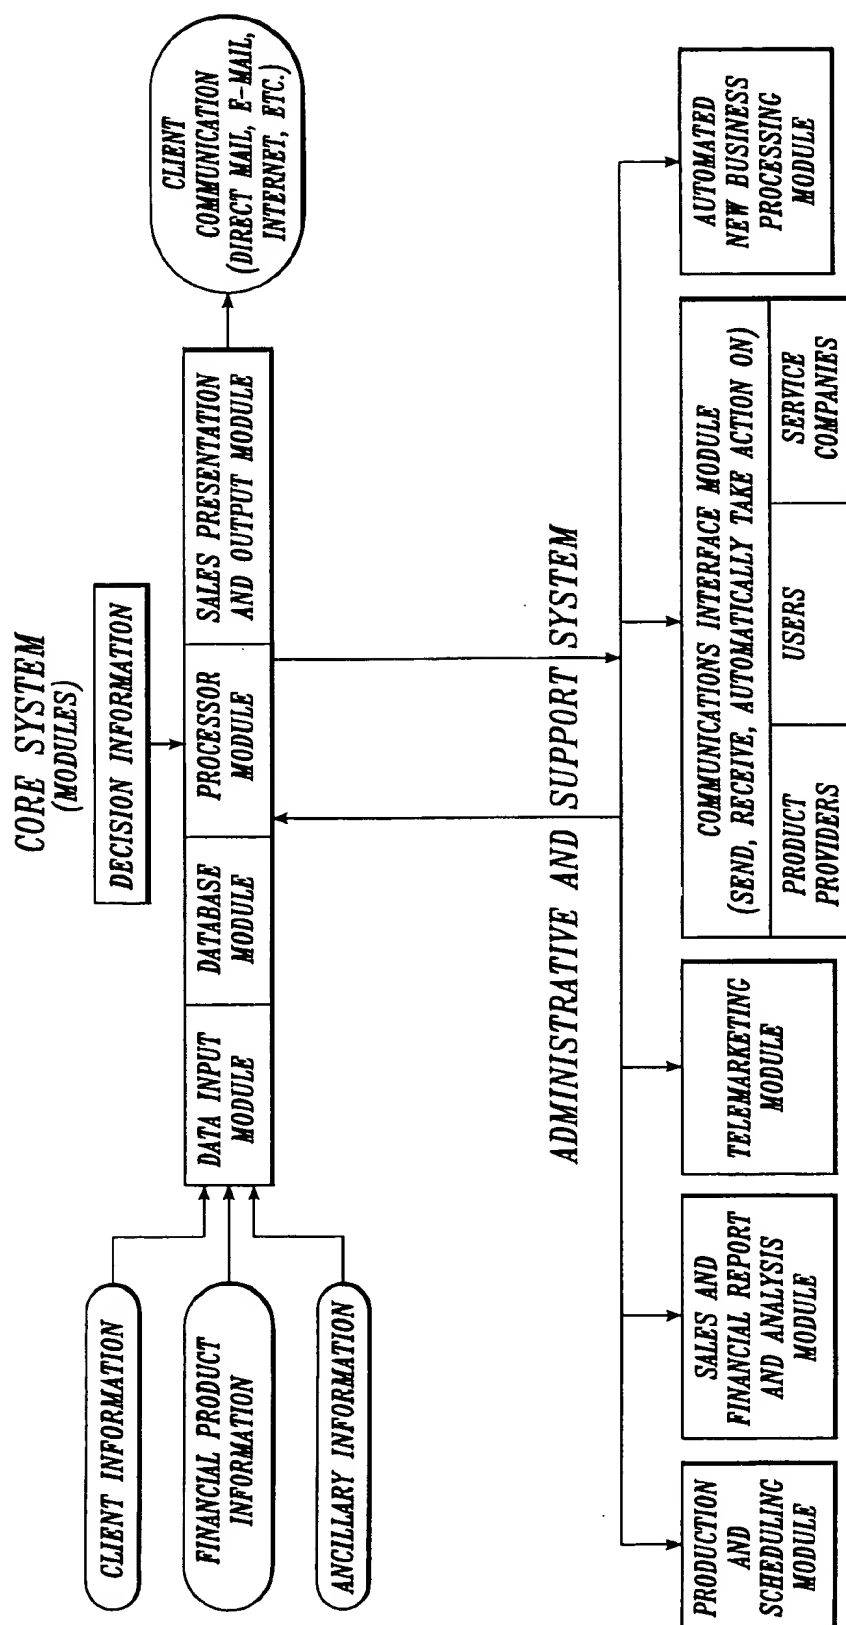 CORE SYSTEM
(MODULES)
DECISION INFORMATION
CLIENT INFORMATION
FINANCIAL PRODUCT
INFORMATION
ANCILLARY INFORMATION
DATA INPUT
MODULE
DATABASE
MODULE
PROCESSOR
MODULE
SALES PRESENTATION
AND OUTPUT MODULE
CLIENT
COMMUNICATION
(DIRECT MAIL, E-MAIL,
INTERNET, ETC.)
ADMINISTRATIVE AND SUPPORT SYSTEM
PRODUCTION
AND
SCHEDULING
MODULE
SALES AND
FINANCIAL REPORT
AND ANALYSIS
MODULE
TELEMARKETING
MODULE
COMMUNICATIONS INTERFACE MODULE
(SEND, RECEIVE, AUTOMATICALLY TAKE ACTION ON)
PRODUCT
PROVIDERS
USERS
SERVICE
COMPANIES
AUTOMATED
NEW BUSINESS
PROCESSING
MODULE